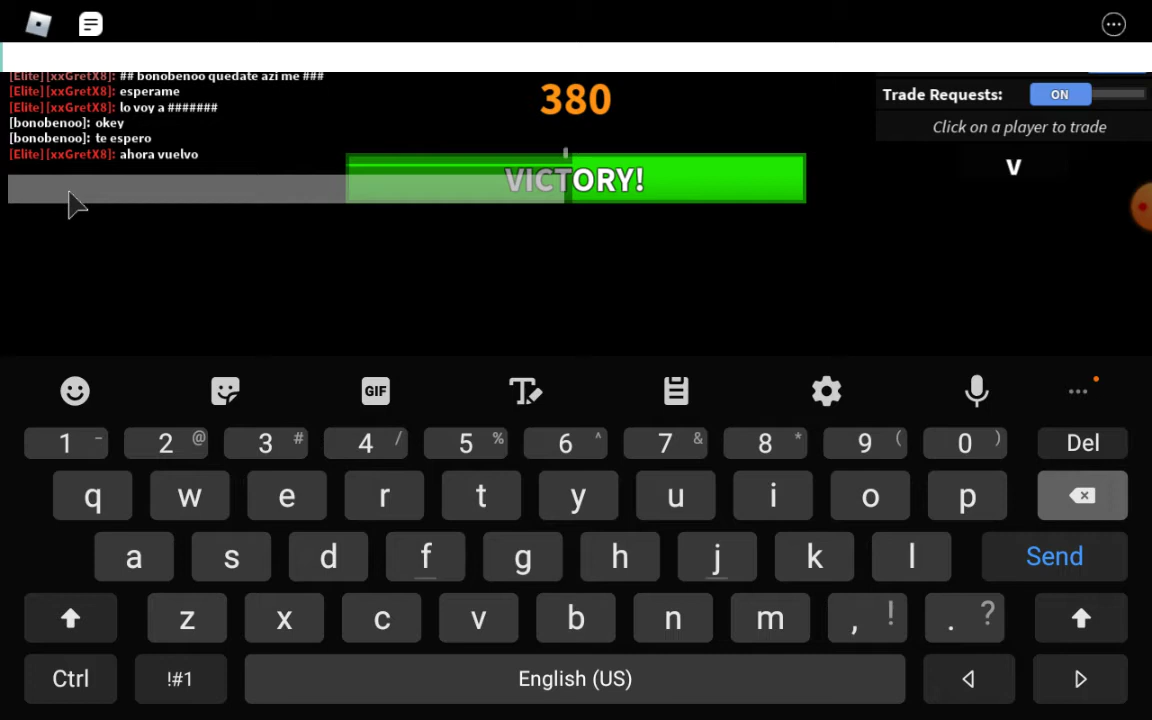 [Elite] [xxGretX8]: ## bonobenoo quedate azi me ###
[Elite] [xxGretX8]: esperame
[Elite] [xxGretX8]: lo voy a #######
[bonobenoo]: okey
[bonobenoo]: te espero
[Elite] [xxGretX8]: ahora vuelvo
380
VICTORY!
Trade Requests: ON
Click on a player to trade
v
GIF
1 - 2 @ 3 # 4 / 5 % 6 ^ 7 & 8 * 9 ( 0 ) Del
q w e r t y u i o p
a s d f g h j k l Send
z x c v b n m , ! . ?
Ctrl !#1 English (US)